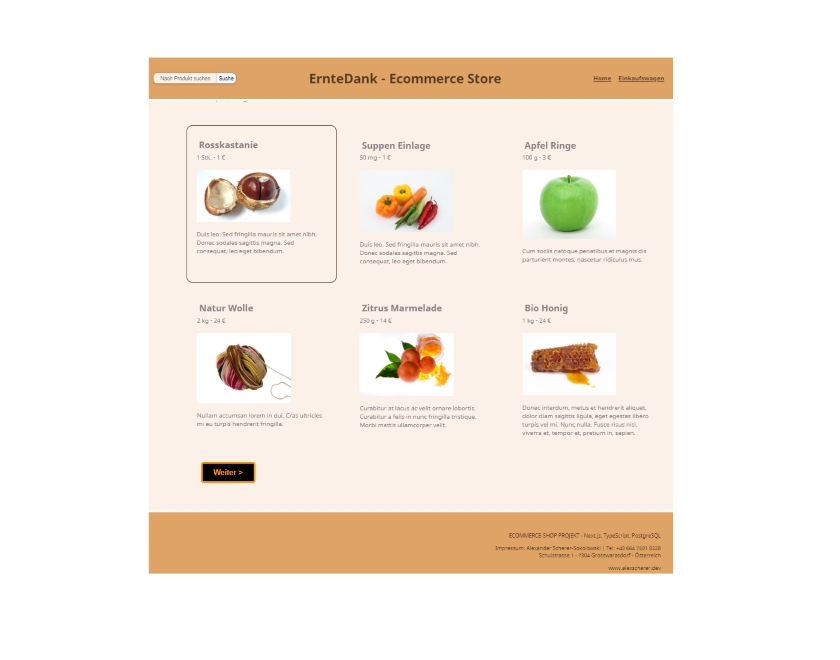 Nach Produkt suchen
Suche
ErnteDank - Ecommerce Store
Home
Einkaufswagen
Rosskastanie
1 Stk. - 1 €
Duis leo. Sed fringilla mauris sit amet nibh.
Donec sodales sagittis magna. Sed
consequat, leo eget bibendum.
Suppen Einlage
50 mg - 1 €
Duis leo. Sed fringilla mauris sit amet nibh.
Donec sodales sagittis magna. Sed
consequat, leo eget bibendum.
Apfel Ringe
100 g - 3 €
Cum sociis natoque penatibus et magnis dis
parturient montes, nascetur ridiculus mus.
Natur Wolle
2 kg - 24 €
Nullam accumsan lorem in dui. Cras ultricies
mi eu turpis hendrerit fringilla.
Zitrus Marmelade
250 g - 14 €
Curabitur at lacus ac velit ornare lobortis.
Curabitur a felis in nunc fringilla tristique.
Morbi mattis ullamcorper velit.
Bio Honig
1 kg - 24 €
Donec interdum, metus et hendrerit aliquet,
dolor diam sagittis ligula, eget egestas libero
turpis vel mi. Nunc nulla. Fusce risus nisl,
viverra et, tempor et, pretium in, sapien.
Weiter >
ECOMMERCE SHOP PROJEKT - Next.js, TypeScript, PostgreSQL
Impressum: Alexander Scherer-Sokolowski | Tel: +43 664
Schulstrasse 1 - Grosswarasdorf - Österreich
www.alexscherer.dev